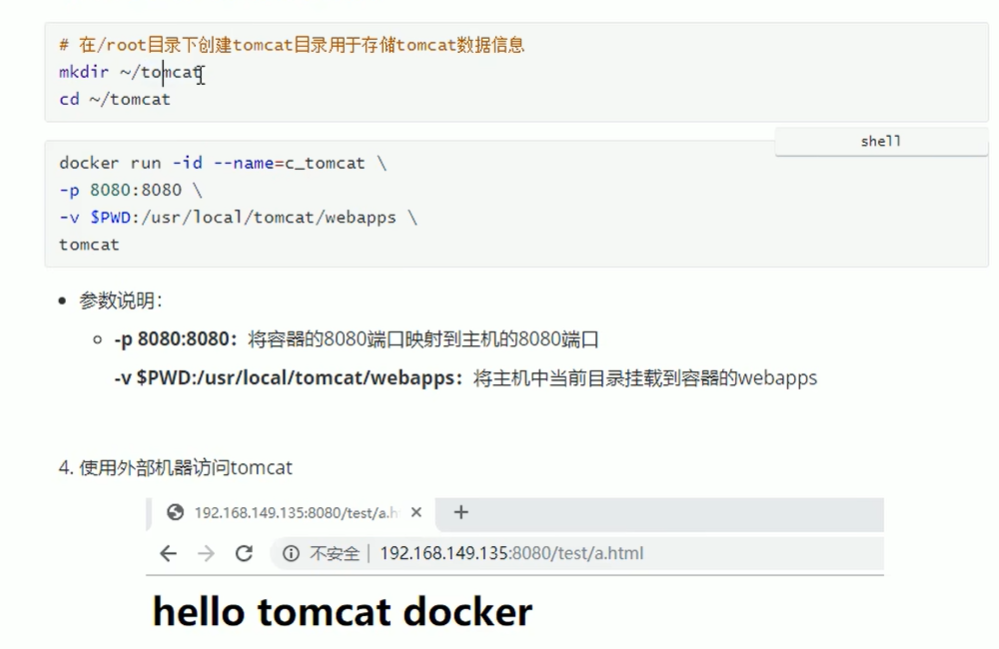 # 在/root目录下创建tomcat目录用于存储tomcat数据信息
mkdir ~/tomcat
cd ~/tomcat
shell
docker run -id --name=c_tomcat \
-p 8080:8080 \
-v $PWD:/usr/local/tomcat/webapps \
tomcat
• 参数说明：
○ -p 8080:8080：将容器的8080端口映射到主机的8080端口
-v $PWD:/usr/local/tomcat/webapps：将主机中当前目录挂载到容器的webapps
4. 使用外部机器访问tomcat
192.168.149.135:8080/test/a.h
不安全 | 192.168.149.135:8080/test/a.html
hello tomcat docker